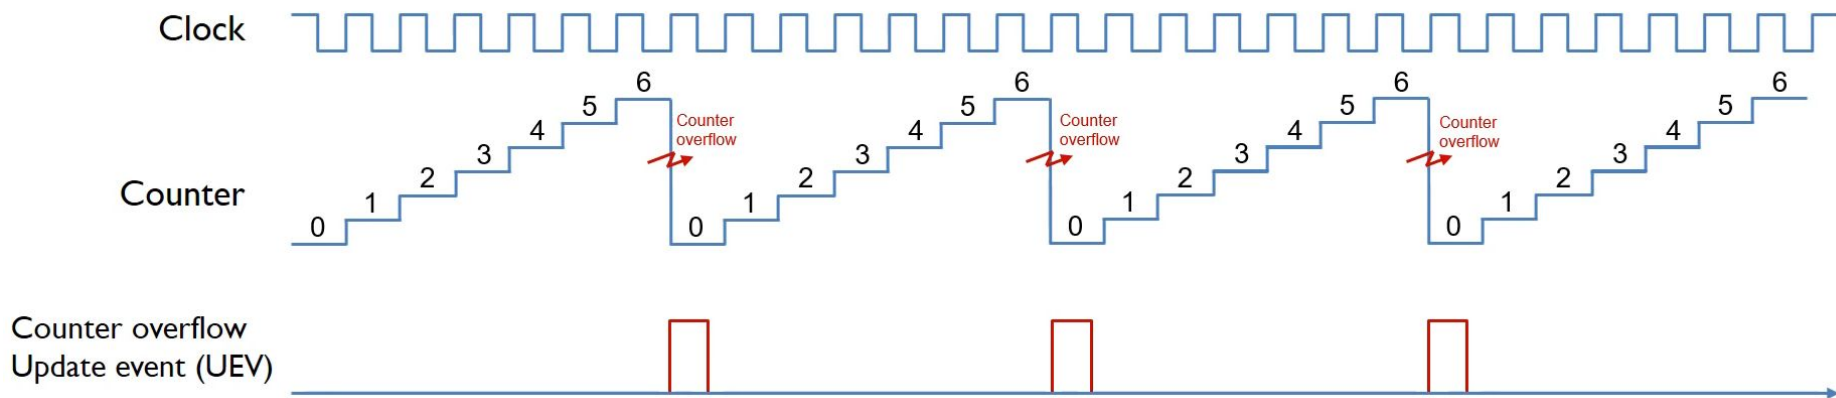 Clock
6 6 6 6
5 5 5 5
Counter overflow Counter overflow Counter overflow
4 4 4 4
3 3 3 3
2 2 2 2
Counter
1 1 1 1
0 0 0 0
Counter overflow
Update event (UEV)